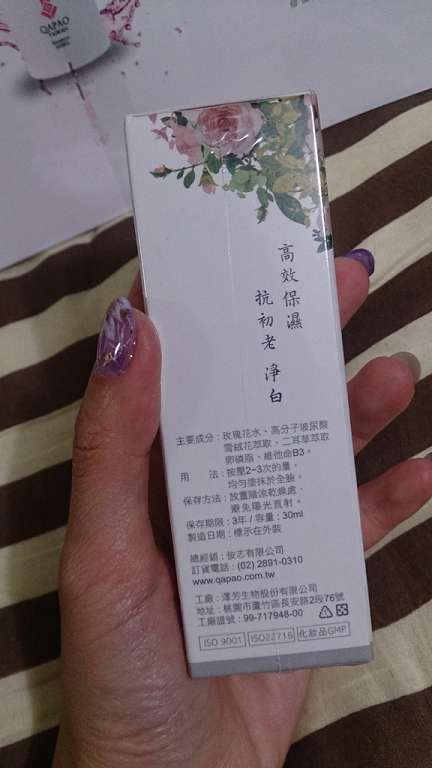 QAPAO
TAIWAN
高效保濕
抗初老 淨白
主要成分：玫瑰花水、高分子玻尿酸
雪絨花萃取、二耳草萃取
卵磷脂、維他命B3。
用　　法：按壓2~3次的量，
均勻塗抹於全臉。
保存方法：放置陰涼乾燥處，
避免陽光直射。
保存期限：3年 / 容量：30ml
製造日期：標示在外裝
總經銷：侒志有限公司
訂貨電話：(02) 2891-0310
www.qapao.com.tw
工廠：澤芳生物股份有限公司
地址：桃園市蘆竹區長安路2段76號
工廠證號：99-717948-00
ISO 9001 ISO22716 化妝品GMP